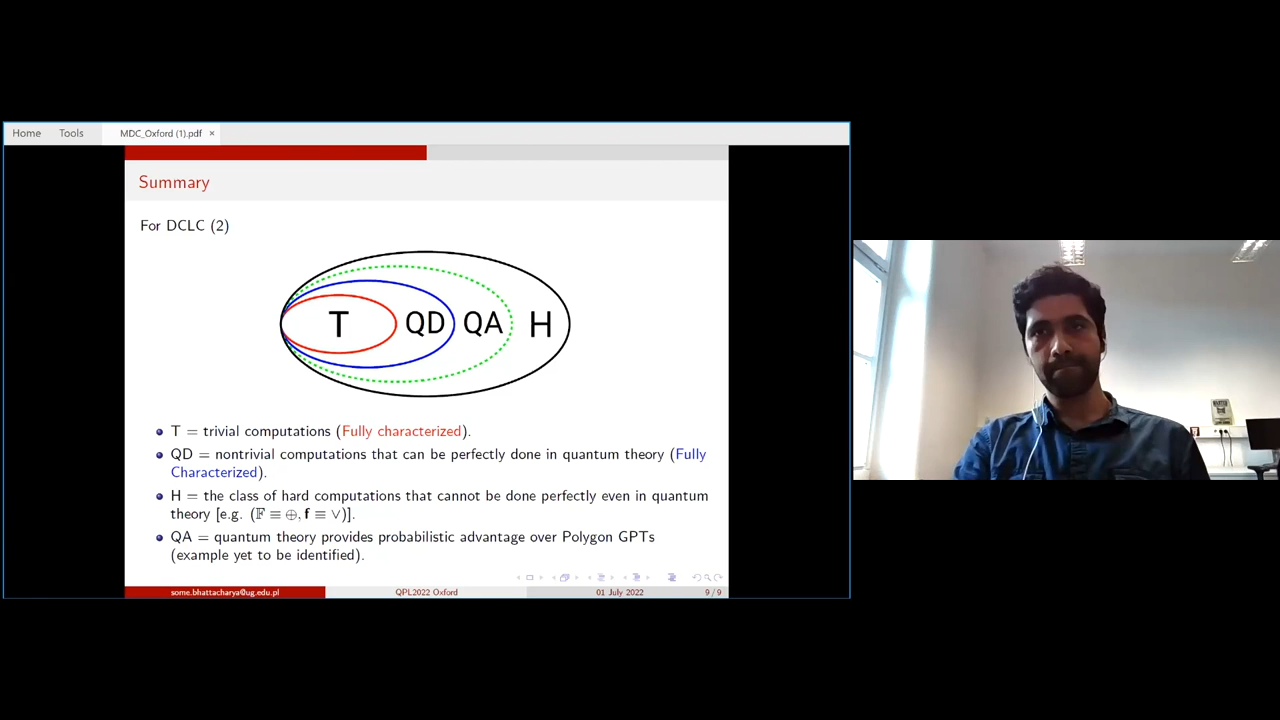 Home Tools MDC_Oxford (1).pdf ×
Summary
For DCLC (2)
T QD QA H
T = trivial computations (Fully characterized).
QD = nontrivial computations that can be perfectly done in quantum theory (Fully
Characterized).
H = the class of hard computations that cannot be done perfectly even in quantum
theory [e.g. (𝔽 ≡ ⊕, f ≡ ∨)].
QA = quantum theory provides probabilistic advantage over Polygon GPTs
(example yet to be identified).
some.bhattacharya@ug.edu.pl QPL2022 Oxford 01 July 2022 9 / 9